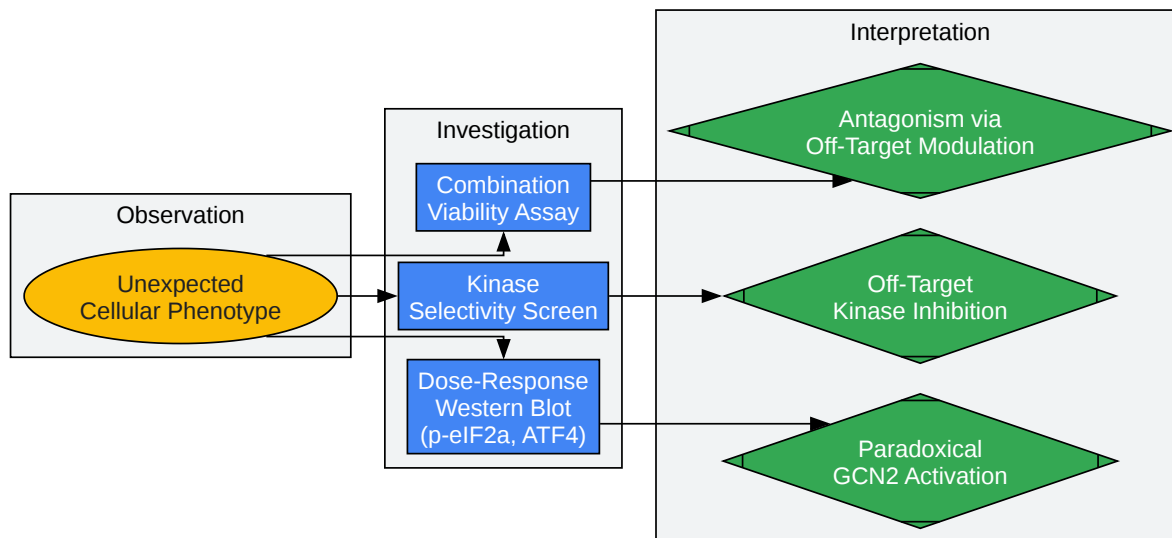 Observation
Unexpected
Cellular Phenotype
Investigation
Combination
Viability Assay
Kinase
Selectivity Screen
Dose-Response
Western Blot
(p-eIF2a, ATF4)
Interpretation
Antagonism via
Off-Target Modulation
Off-Target
Kinase Inhibition
Paradoxical
GCN2 Activation